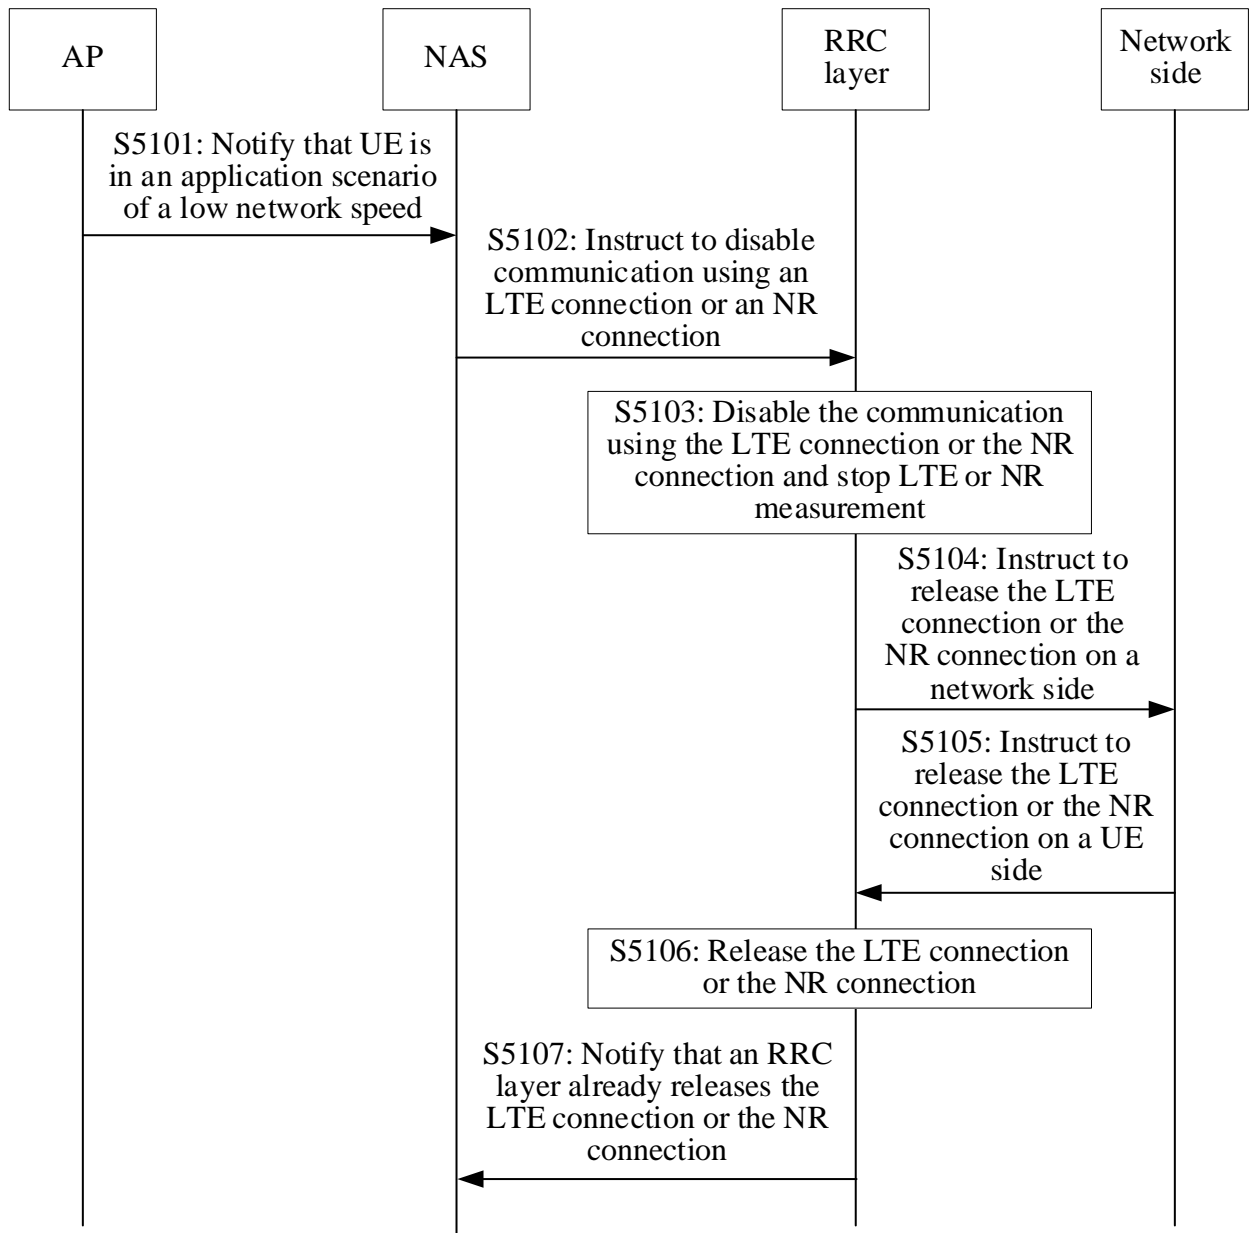 AP
NAS
RRC
layer
Network
side
S5101: Notify that UE is
in an application scenario
of a low network speed
S5102: Instruct to disable
communication using an
LTE connection or an NR
connection
S5103: Disable the communication
using the LTE connection or the NR
connection and stop LTE or NR
measurement
S5104: Instruct to
release the LTE
connection or the
NR connection on a
network side
S5105: Instruct to
release the LTE
connection or the NR
connection on a UE
side
S5106: Release the LTE connection
or the NR connection
S5107: Notify that an RRC
layer already releases the
LTE connection or the NR
connection